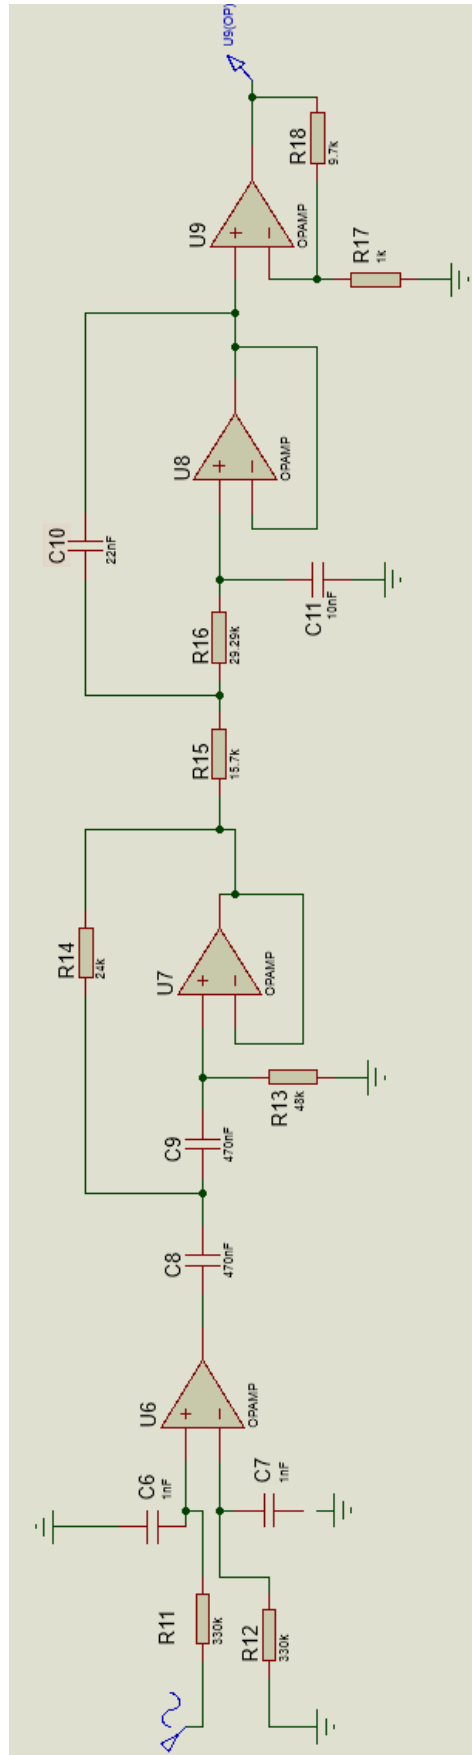 U9(OP)
R18
9.7k
U9
+
−
OPAMP
R17
1k
U8
+
−
OPAMP
C10
22nF
C11
10nF
R16
29.29k
R15
15.7k
R14
24k
U7
+
−
OPAMP
R13
48k
C9
470nF
C8
470nF
U6
+
−
OPAMP
C6
1nF
C7
1nF
R11
330k
R12
330k